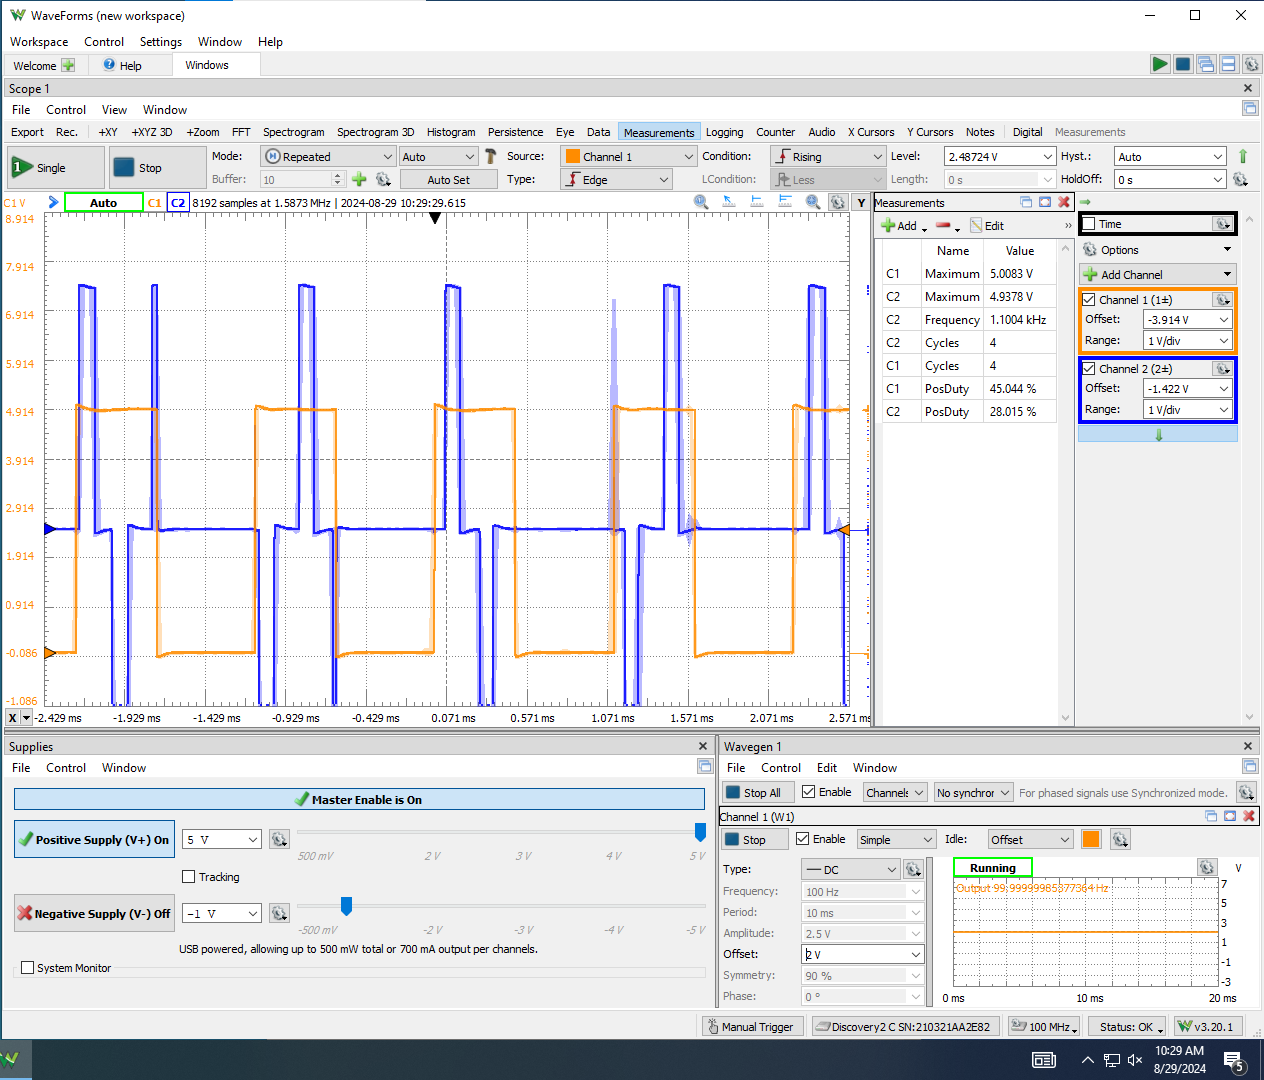 WaveForms (new workspace)
Workspace Control Settings Window Help
Welcome Help Windows
Scope 1
File Control View Window
Export Rec. +XY +XYZ 3D +Zoom FFT Spectrogram Spectrogram 3D Histogram Persistence Eye Data Measurements Logging Counter Audio X Cursors Y Cursors Notes Digital Measurements
1 Single Stop Mode: Repeated Auto Source: Channel 1 Condition: Rising Level: 2.48724 V Hyst.: Auto
Buffer: 10 Auto Set Type: Edge LCondition: Less Length: 0 s HoldOff: 0 s
C1 V Auto C1 C2 8192 samples at 1.5873 MHz | 2024-08-29 10:29:29.615 Y
8.914
7.914
6.914
5.914
4.914
3.914
2.914
1.914
0.914
-0.086
-1.086
X -2.429 ms -1.929 ms -1.429 ms -0.929 ms -0.429 ms 0.071 ms 0.571 ms 1.071 ms 1.571 ms 2.071 ms 2.571 ms
Measurements
Add Edit »
Name Value
C1 Maximum 5.0083 V
C2 Maximum 4.9378 V
C2 Frequency 1.1004 kHz
C2 Cycles 4
C1 Cycles 4
C1 PosDuty 45.044 %
C2 PosDuty 28.015 %
Time
Options
Add Channel
Channel 1 (1±)
Offset: -3.914 V
Range: 1 V/div
Channel 2 (2±)
Offset: -1.422 V
Range: 1 V/div
Supplies
File Control Window
Master Enable is On
Positive Supply (V+) On 5 V
500 mV 2 V 3 V 4 V 5 V
Tracking
Negative Supply (V-) Off -1 V
-500 mV -2 V -3 V -4 V -5 V
USB powered, allowing up to 500 mW total or 700 mA output per channels.
System Monitor
Wavegen 1
File Control Edit Window
Stop All Enable Channels No synchror For phased signals use Synchronized mode.
Channel 1 (W1)
Stop Enable Simple Idle: Offset
Type: DC
Frequency: 100 Hz
Period: 10 ms
Amplitude: 2.5 V
Offset: 2 V
Symmetry: 90 %
Phase: 0 °
Running V
Output 99.99999985377364 Hz
7
5
3
1
-1
-3
0 ms 10 ms 20 ms
Manual Trigger Discovery2 C SN:210321AA2E82 100 MHz Status: OK v3.20.1
10:29 AM
8/29/2024
5